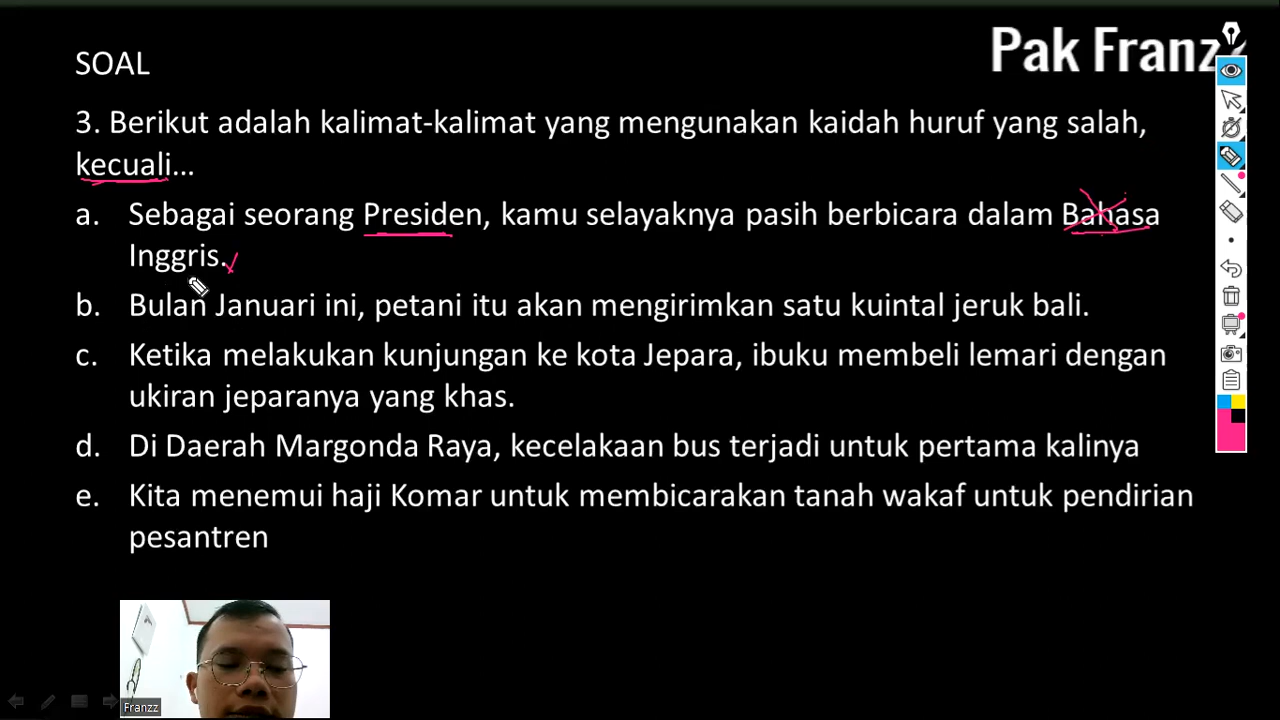 Pak Franzz
SOAL
3. Berikut adalah kalimat-kalimat yang mengunakan kaidah huruf yang salah,
kecuali...
a. Sebagai seorang Presiden, kamu selayaknya pasih berbicara dalam Bahasa
Inggris.
b. Bulan Januari ini, petani itu akan mengirimkan satu kuintal jeruk bali.
c. Ketika melakukan kunjungan ke kota Jepara, ibuku membeli lemari dengan
ukiran jeparanya yang khas.
d. Di Daerah Margonda Raya, kecelakaan bus terjadi untuk pertama kalinya
e. Kita menemui haji Komar untuk membicarakan tanah wakaf untuk pendirian
pesantren
Franzz